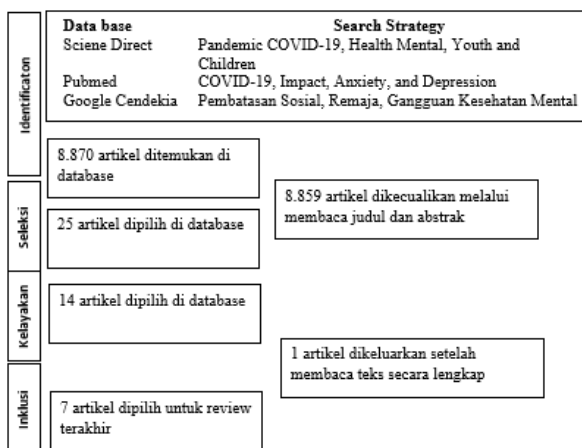 Data base Search Strategy
Sciene Direct Pandemic COVID-19, Health Mental, Youth and
Children
Pubmed COVID-19, Impact, Anxiety, and Depression
Google Cendekia Pembatasan Sosial, Remaja, Gangguan Kesehatan Mental
Identificaton
8.870 artikel ditemukan di
database
8.859 artikel dikecualikan melalui
membaca judul dan abstrak
Seleksi
25 artikel dipilih di database
Kelayakan
14 artikel dipilih di database
1 artikel dikeluarkan setelah
membaca teks secara lengkap
Inklusi
7 artikel dipilih untuk review
terakhir